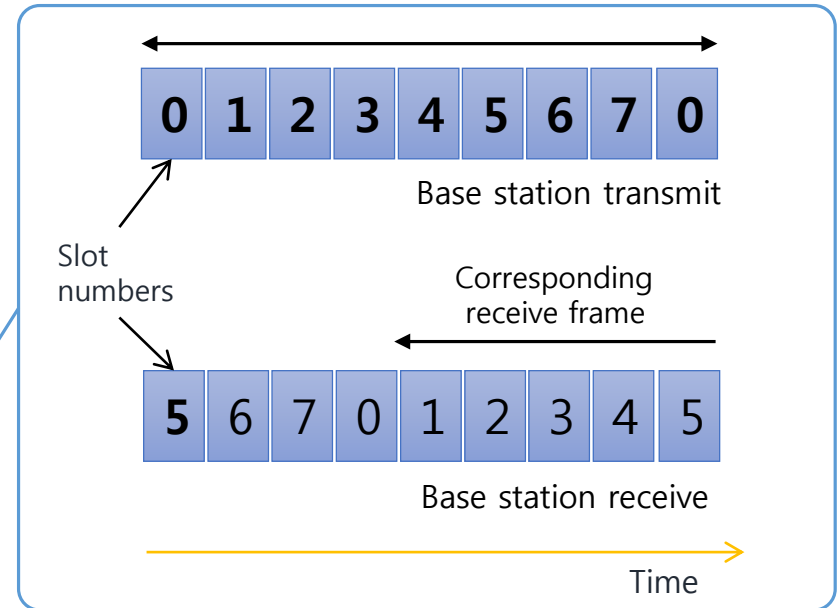 0 1 2 3 4 5 6 7 0
Base station transmit
Slot
numbers
Corresponding
receive frame
5 6 7 0 1 2 3 4 5
Base station receive
Time